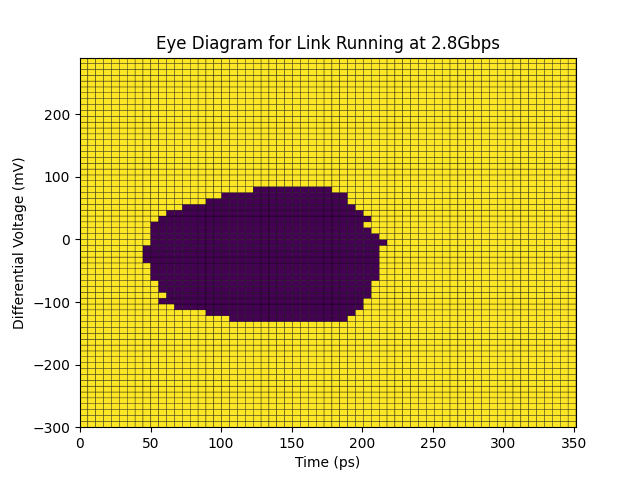 Eye Diagram for Link Running at 2.8Gbps
Differential Voltage (mV)
200
100
0
−100
−200
−300
0 50 100 150 200 250 300 350
Time (ps)